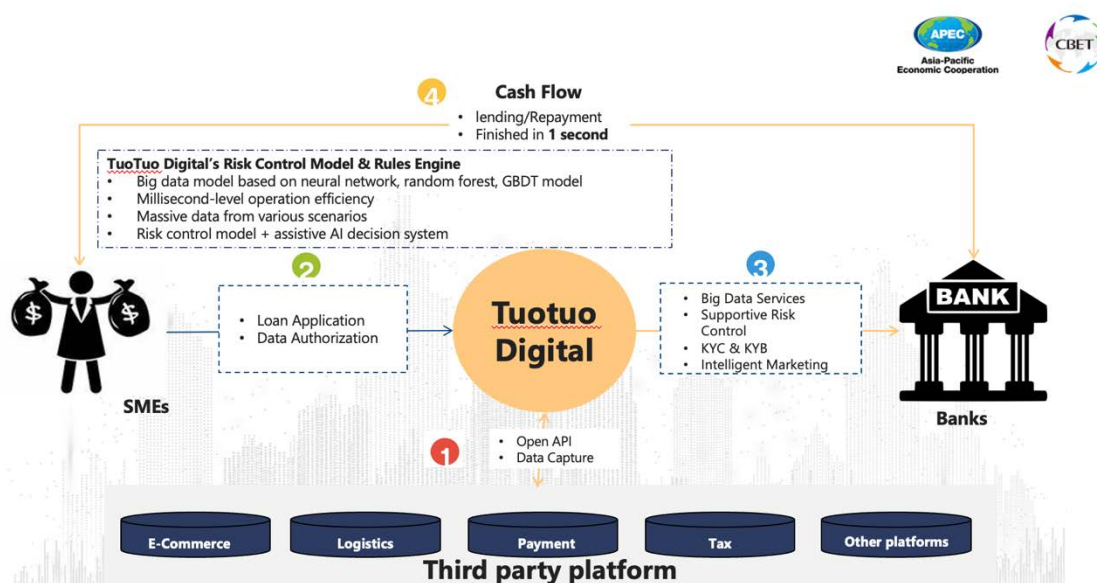 APEC
Asia-Pacific
Economic Cooperation
CBET
4
Cash Flow
• lending/Repayment
• Finished in 1 second
TuoTuo Digital's Risk Control Model & Rules Engine
• Big data model based on neural network, random forest, GBDT model
• Millisecond-level operation efficiency
• Massive data from various scenarios
• Risk control model + assistive AI decision system
2
• Loan Application
• Data Authorization
$
$
SMEs
Tuotuo
Digital
3
• Big Data Services
• Supportive Risk
Control
• KYC & KYB
• Intelligent Marketing
BANK
Banks
1
• Open API
• Data Capture
E-Commerce
Logistics
Payment
Tax
Other platforms
Third party platform